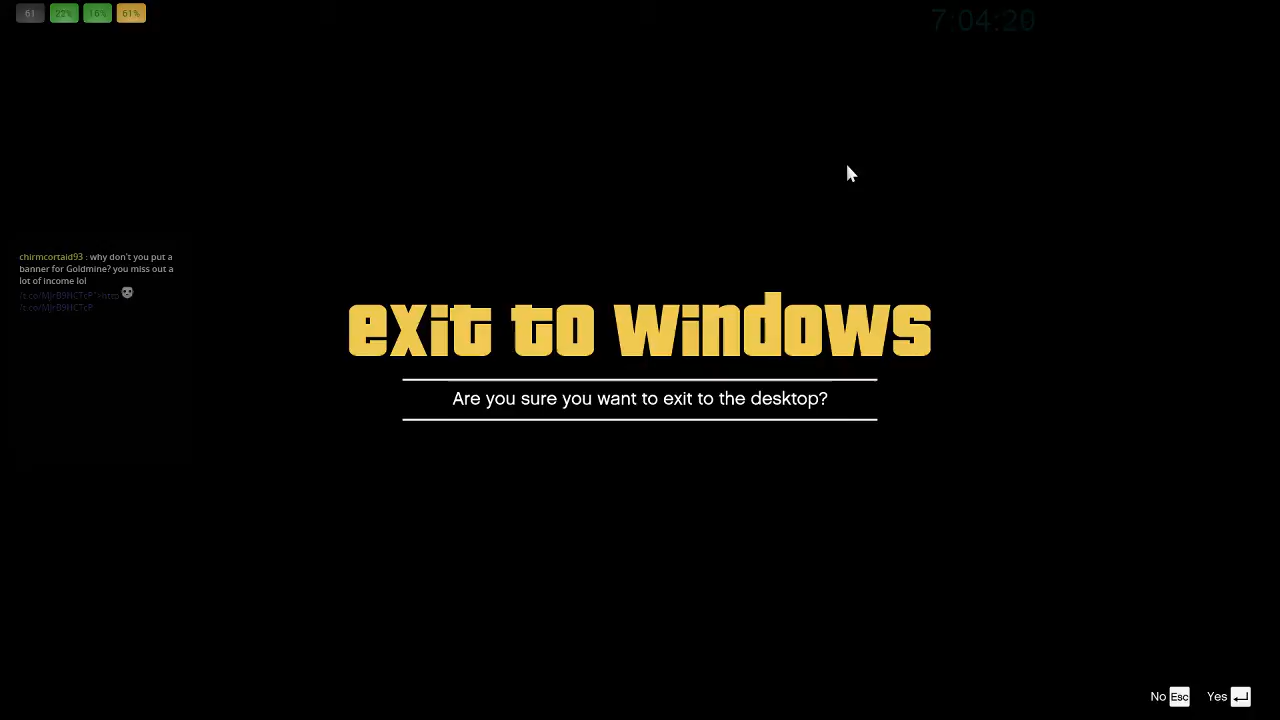 61 22% 16% 61%
7:04:20
chirmcortaid93 : why don't you put a
banner for Goldmine? you miss out a
lot of income lol
exit to windows
Are you sure you want to exit to the desktop?
No Esc Yes